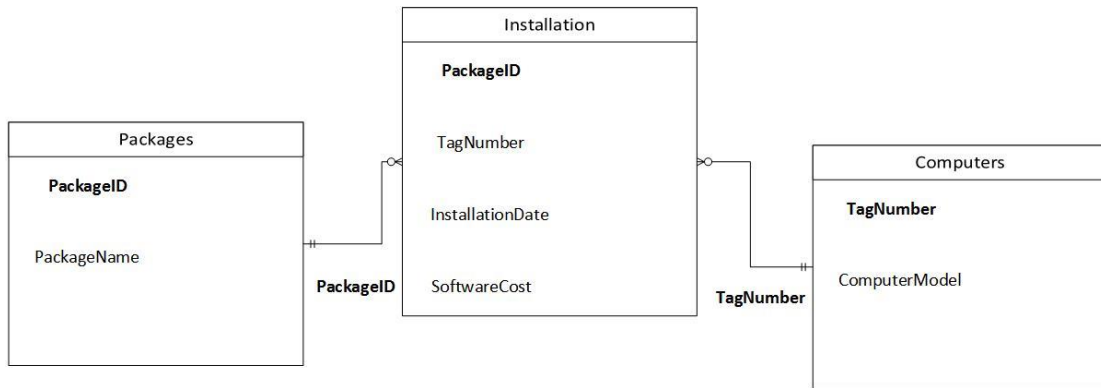 Installation
PackageID
TagNumber
InstallationDate
SoftwareCost
Packages
PackageID
PackageName
PackageID
Computers
TagNumber
ComputerModel
TagNumber